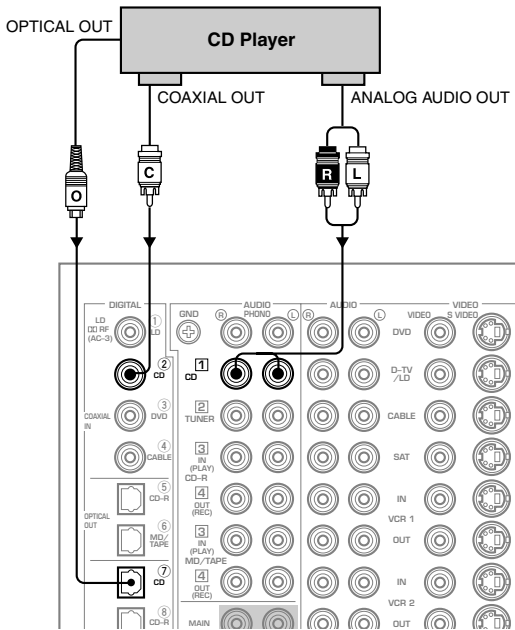 OPTICAL OUT
CD Player
COAXIAL OUT
ANALOG AUDIO OUT
C
R L
O
DIGITAL
AUDIO
AUDIO
VIDEO
LD
RF
(AC-3)
① LD
GND
R PHONO L
R L
VIDEO S VIDEO
DVD
② CD
1 CD
D-TV
/LD
COAXIAL
IN
③ DVD
2
TUNER
CABLE
④ CABLE
3
IN
(PLAY)
CD-R
SAT
⑤ CD-R
4
OUT
(REC)
IN
VCR 1
OPTICAL
OUT
⑥ MD/
TAPE
3
IN
(PLAY)
MD/TAPE
OUT
⑦ CD
4
OUT
(REC)
IN
VCR 2
⑧ CD-R
MAIN
OUT